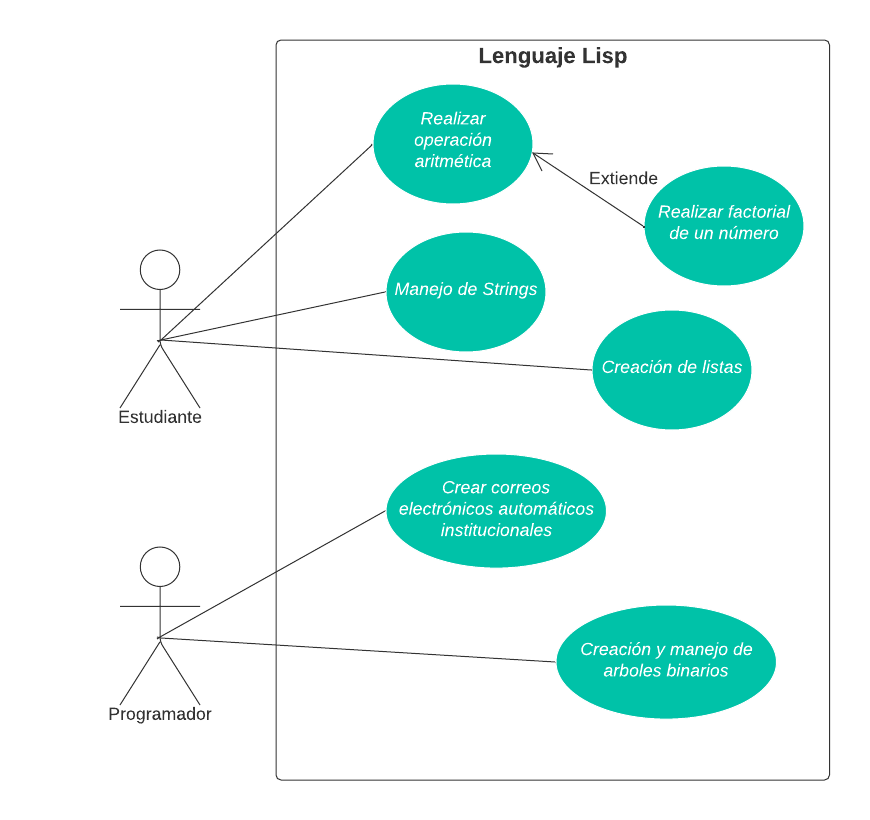 Lenguaje Lisp
Realizar
operación
aritmética
Extiende
Realizar factorial
de un número
Manejo de Strings
Creación de listas
Estudiante
Crear correos
electrónicos automáticos
institucionales
Creación y manejo de
arboles binarios
Programador